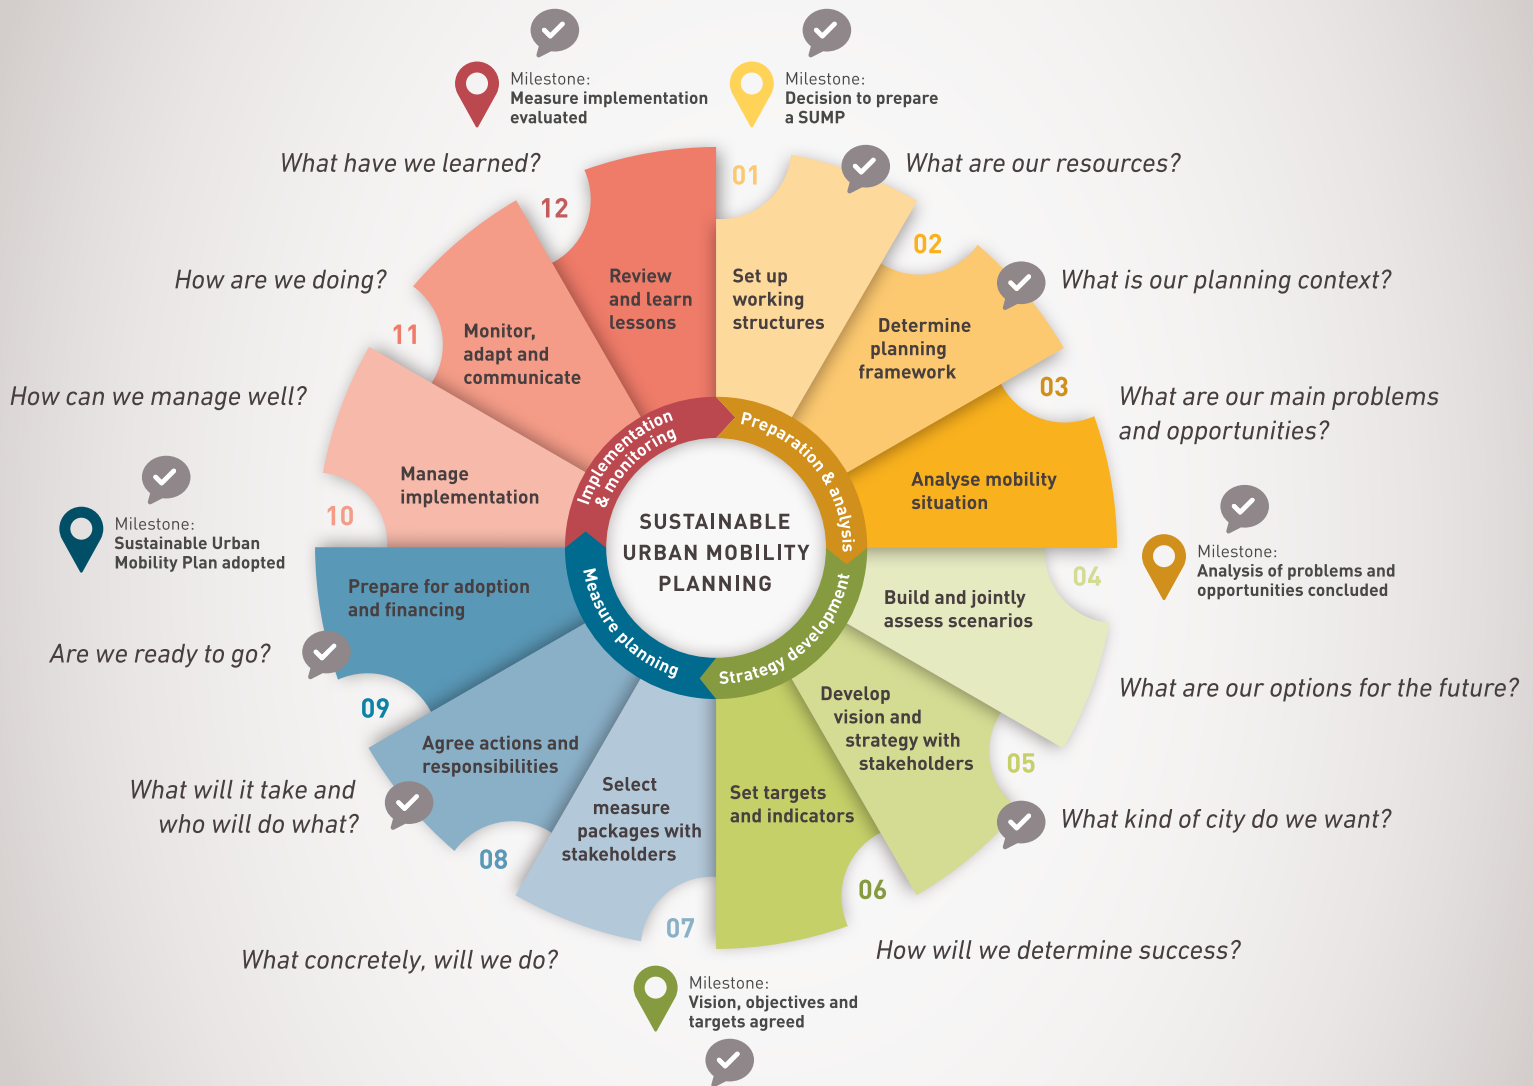 Milestone:
Measure implementation
evaluated
Milestone:
Decision to prepare
a SUMP
What have we learned?
What are our resources?
How are we doing?
What is our planning context?
How can we manage well?
What are our main problems
and opportunities?
Milestone:
Sustainable Urban
Mobility Plan adopted
Milestone:
Analysis of problems and
opportunities concluded
Are we ready to go?
What are our options for the future?
What will it take and
who will do what?
What kind of city do we want?
What concretely, will we do?
How will we determine success?
Milestone:
Vision, objectives and
targets agreed
01
Set up
working
structures
02
Determine
planning
framework
03
Analyse mobility
situation
04
Build and jointly
assess scenarios
05
Develop
vision and
strategy with
stakeholders
06
Set targets
and indicators
07
Select
measure
packages with
stakeholders
08
Agree actions and
responsibilities
09
Prepare for adoption
and financing
10
Manage
implementation
11
Monitor,
adapt and
communicate
12
Review
and learn
lessons
Preparation & analysis
Strategy development
Measure planning
Implementation
& monitoring
SUSTAINABLE
URBAN MOBILITY
PLANNING